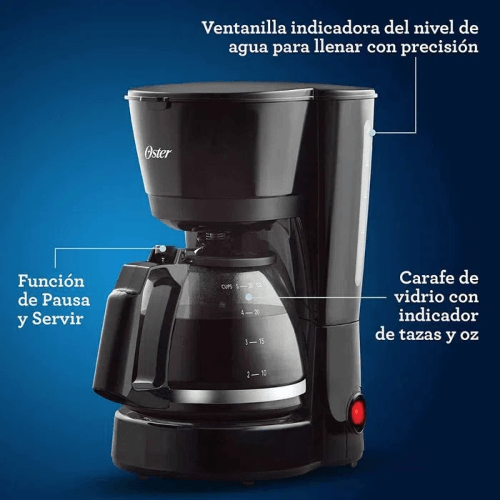 Ventanilla indicadora del nivel de
agua para llenar con precisión
Oster
Función
de Pausa
y Servir
CUPS 5
4 — 20
3 — 15
2 — 10
Carafe de
vidrio con
indicador
de tazas y oz